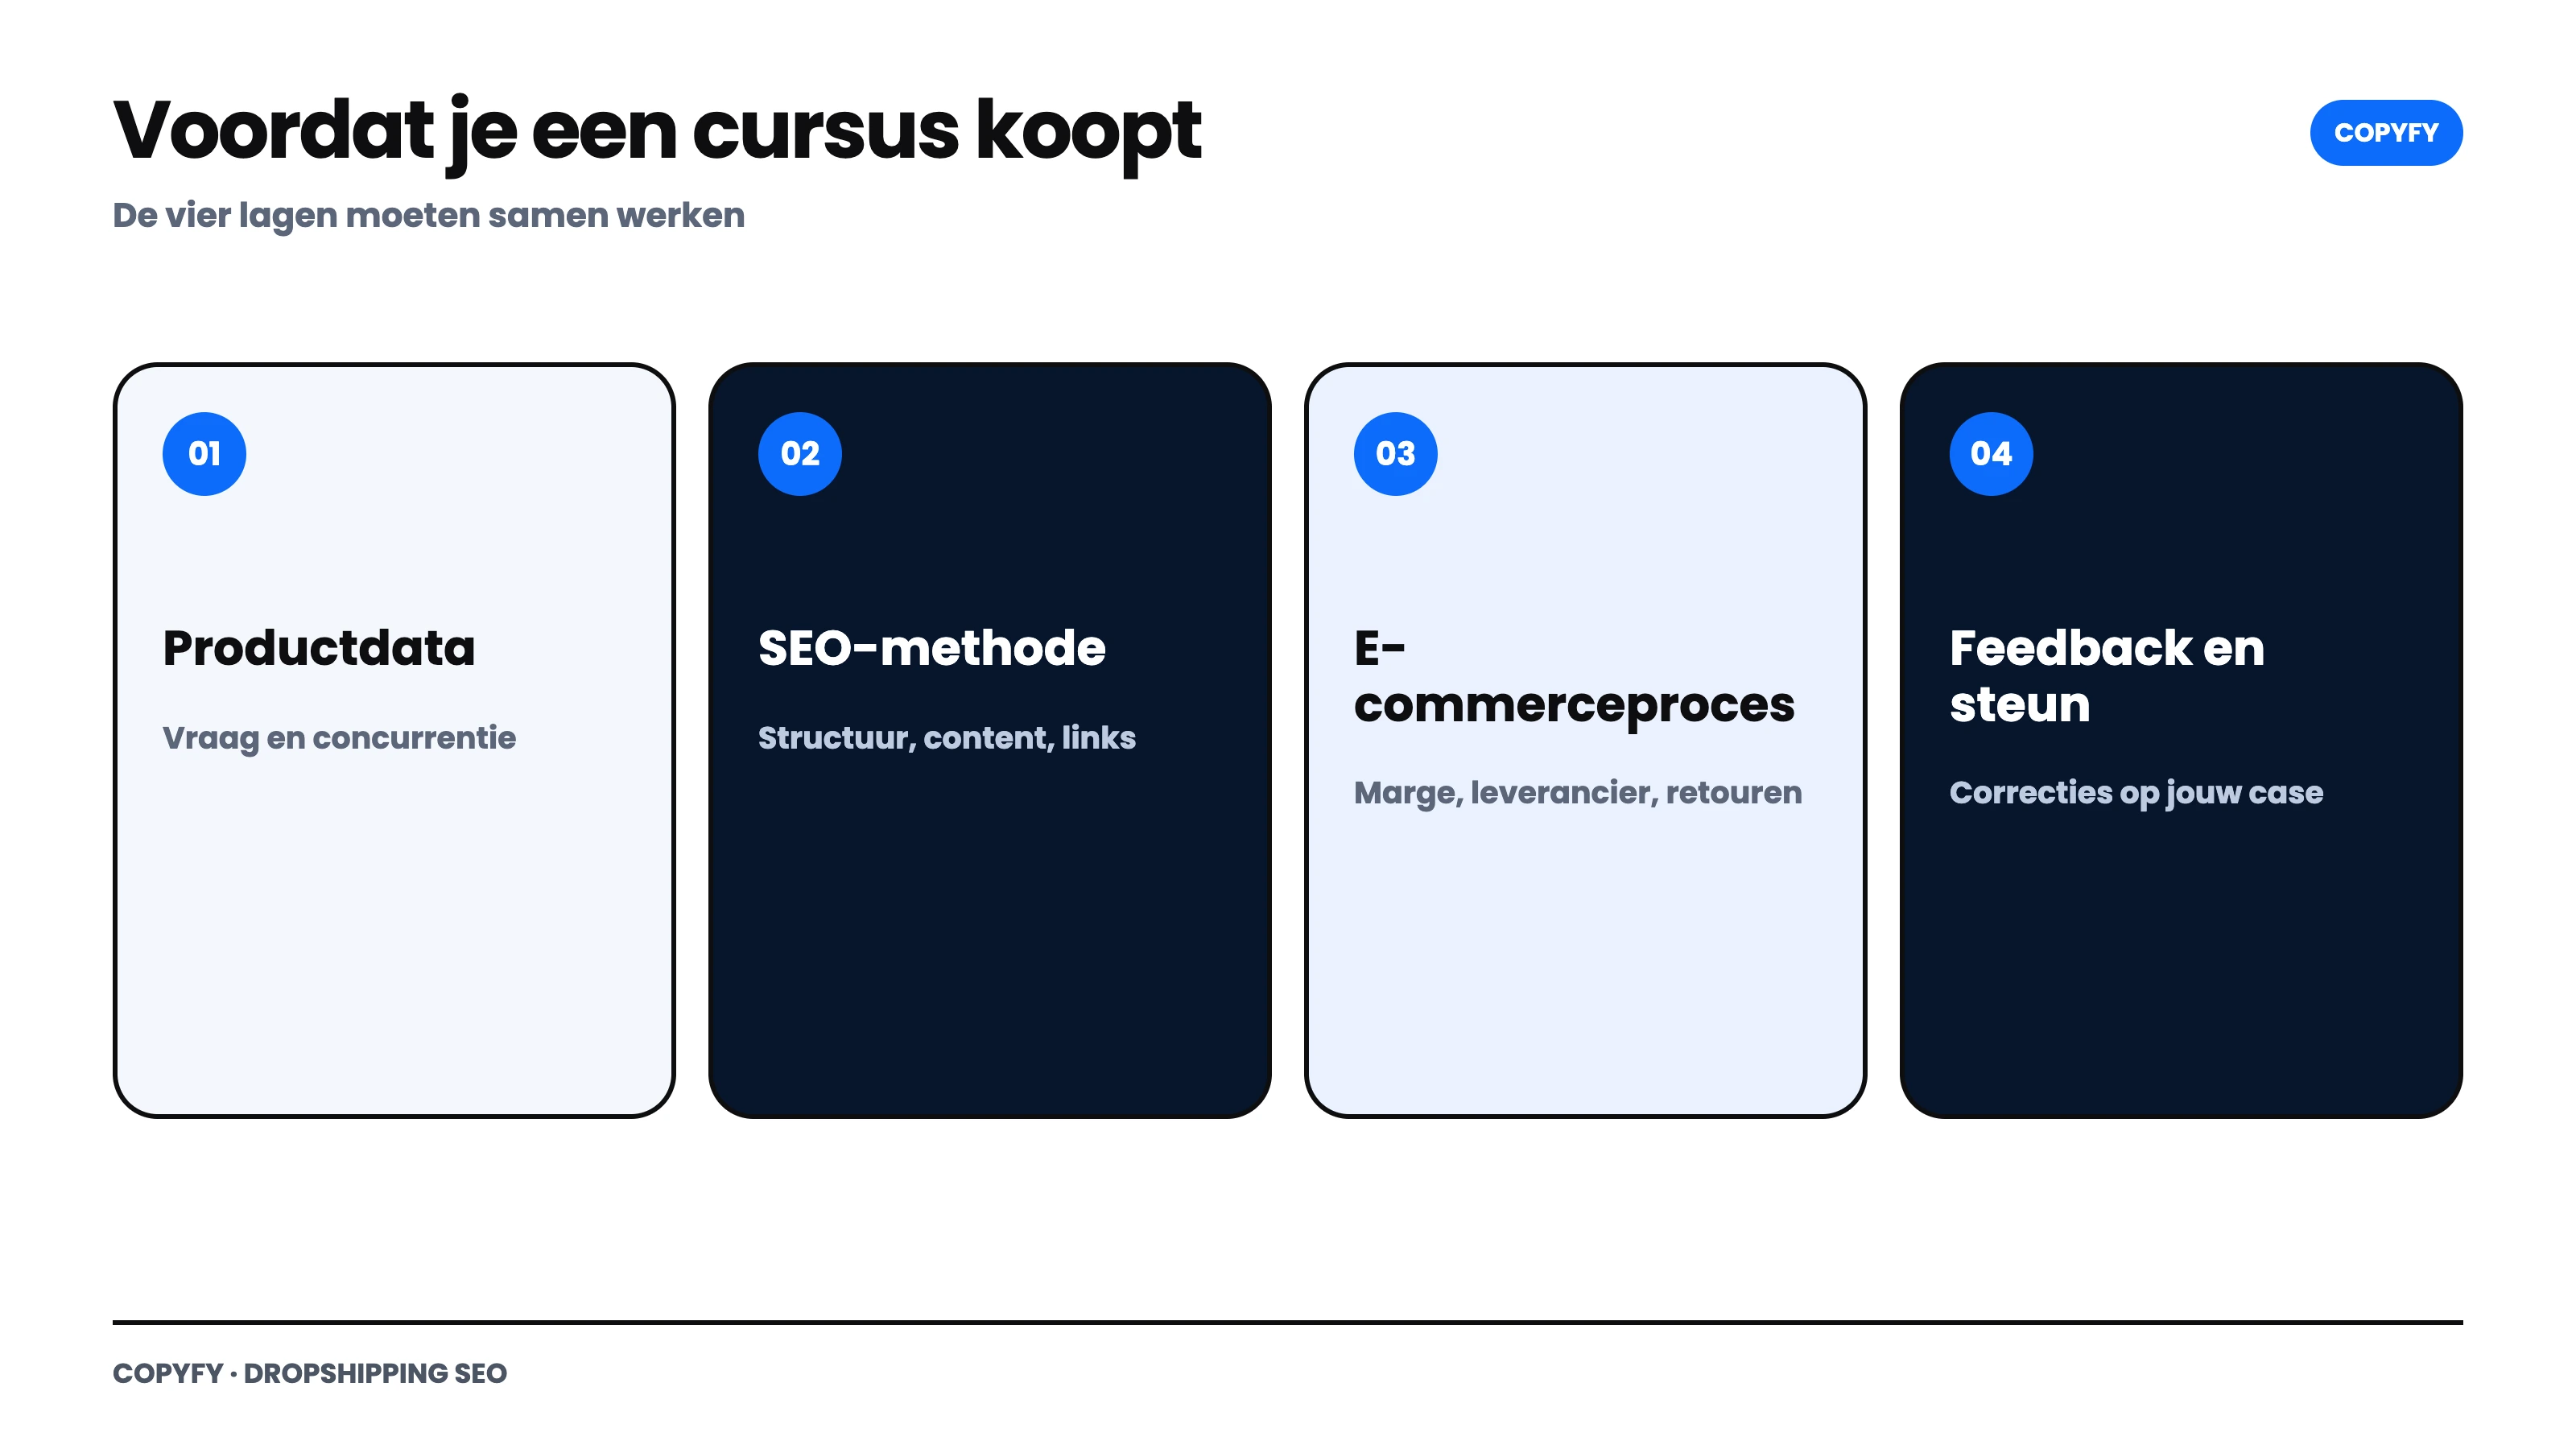 Voordat je een cursus koopt
COPYFY
De vier lagen moeten samen werken
01
Productdata
Vraag en concurrentie
02
SEO-methode
Structuur, content, links
03
E-
commerceproces
Marge, leverancier, retouren
04
Feedback en
steun
Correcties op jouw case
COPYFY · DROPSHIPPING SEO